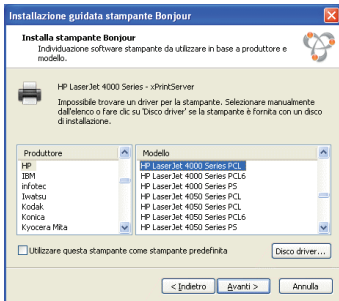 Installazione guidata stampante Bonjour
Installa stampante Bonjour
Individuazione software stampante da utilizzare in base a produttore e
modello.
HP LaserJet 4000 Series - xPrintServer
Impossibile trovare un driver per la stampante. Selezionare manualmente
dall'elenco o fare clic su 'Disco driver' se la stampante è fornita con un disco
di installazione.
Produttore
HP
IBM
infotec
Iwatsu
Kodak
Konica
Kyocera Mita
Modello
HP LaserJet 4000 Series PCL
HP LaserJet 4000 Series PCL6
HP LaserJet 4000 Series PS
HP LaserJet 4050 Series PCL
HP LaserJet 4050 Series PCL
HP LaserJet 4050 Series PCL6
HP LaserJet 4050 Series PS
Utilizzare questa stampante come stampante predefinita
Disco driver...
< Indietro
Avanti >
Annulla